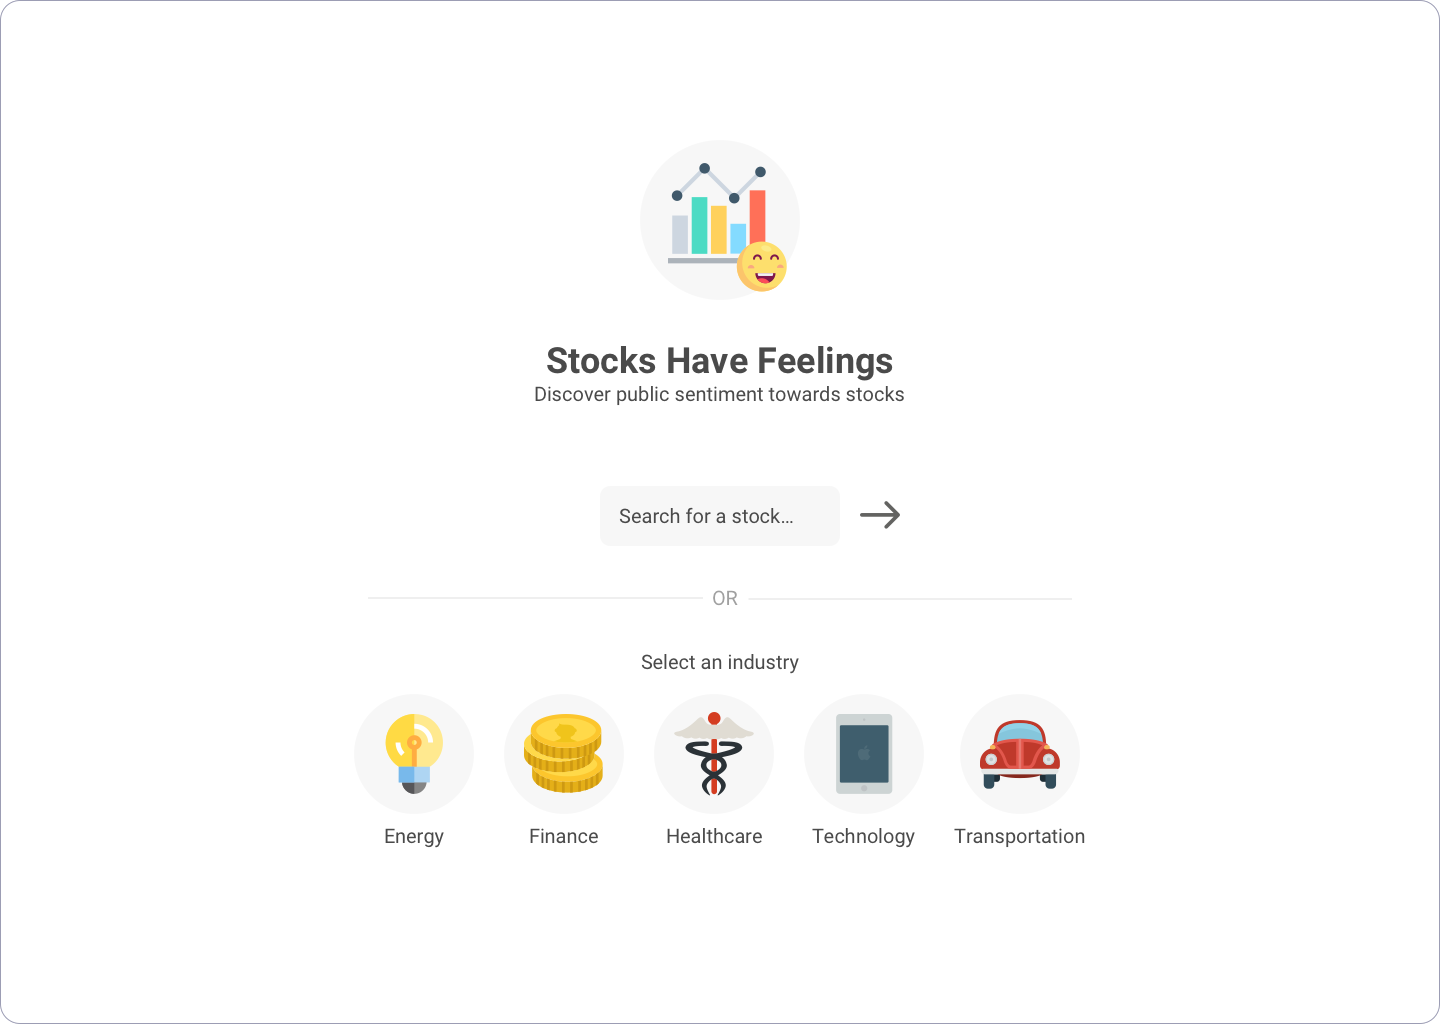 Stocks Have Feelings
Discover public sentiment towards stocks
Search for a stock...
OR
Select an industry
Energy
Finance
Healthcare
Technology
Transportation